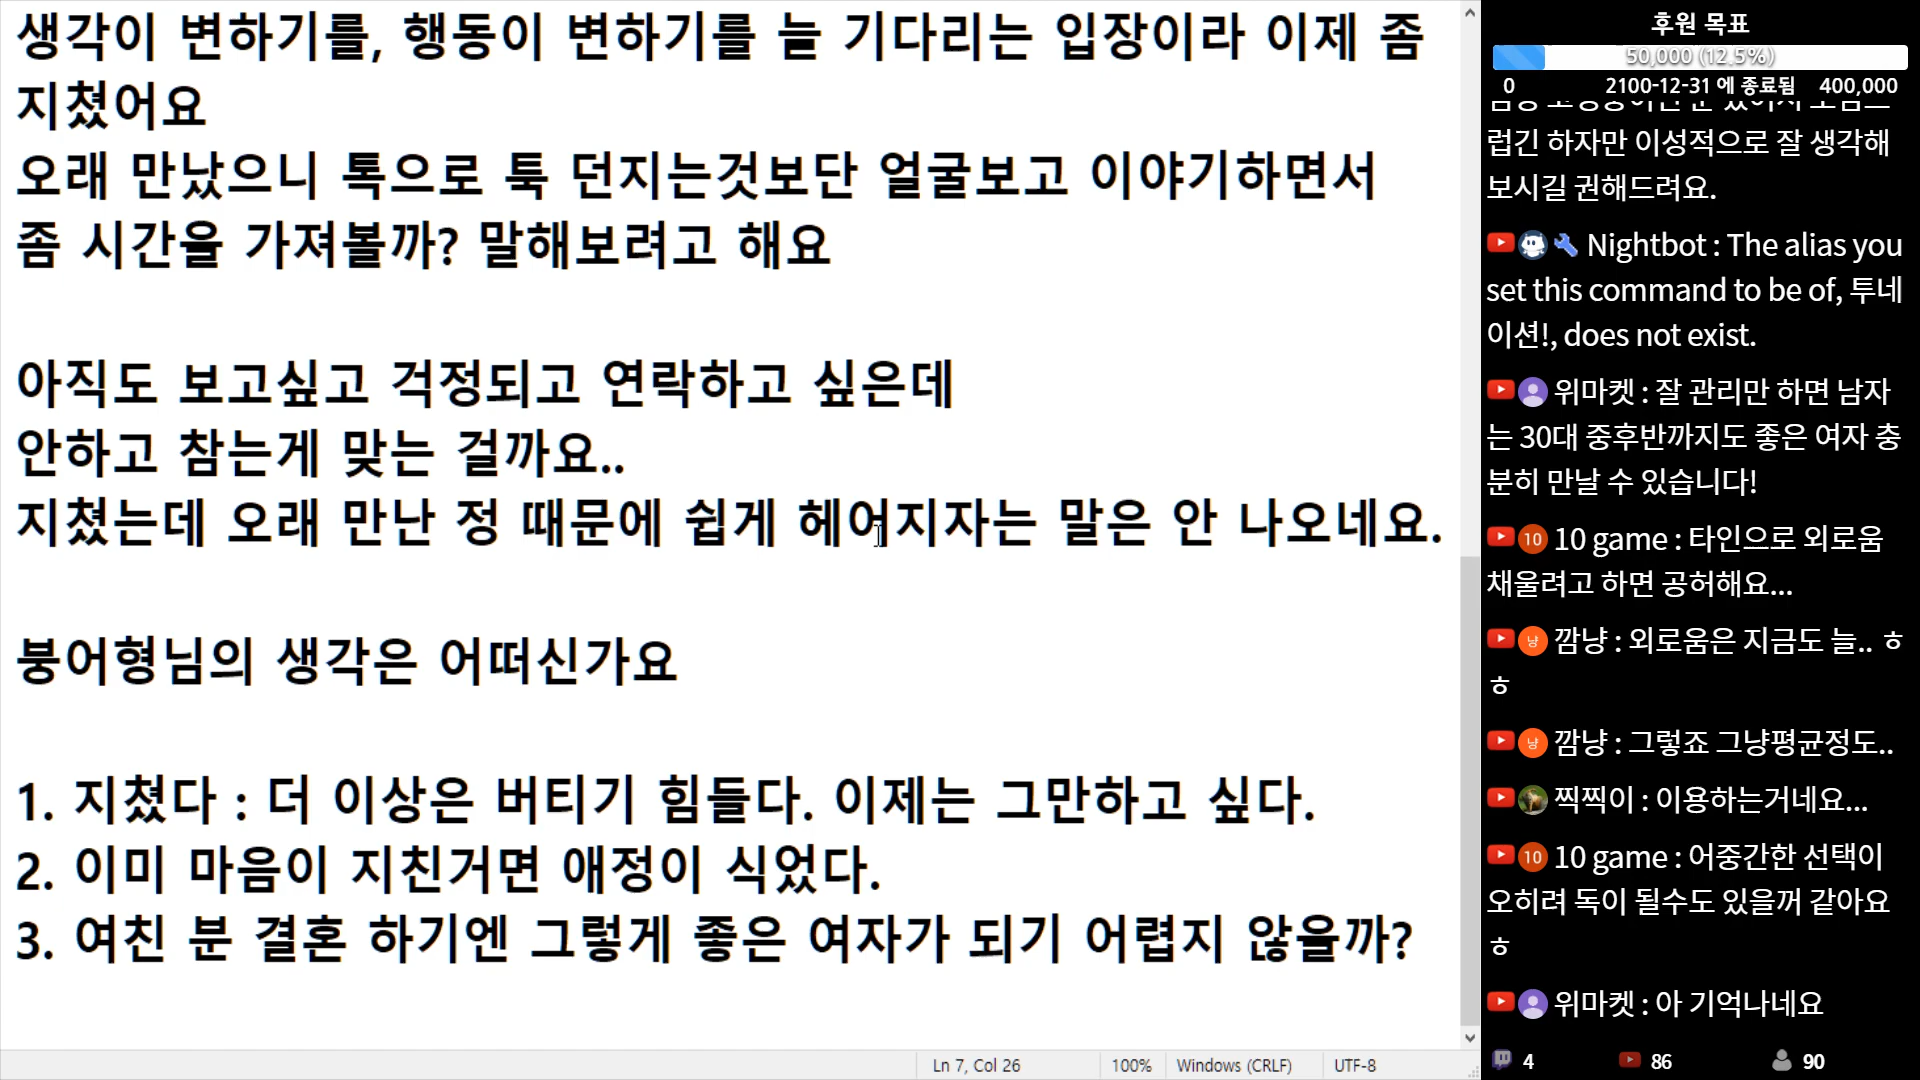 생각이 변하기를, 행동이 변하기를 늘 기다리는 입장이라 이제 좀
지쳤어요
오래 만났으니 톡으로 툭 던지는것보단 얼굴보고 이야기하면서
좀 시간을 가져볼까? 말해보려고 해요
아직도 보고싶고 걱정되고 연락하고 싶은데
안하고 참는게 맞는 걸까요..
지쳤는데 오래 만난 정 때문에 쉽게 헤어지자는 말은 안 나오네요.
붕어형님의 생각은 어떠신가요
1. 지쳤다 : 더 이상은 버티기 힘들다. 이제는 그만하고 싶다.
2. 이미 마음이 지친거면 애정이 식었다.
3. 여친 분 결혼 하기엔 그렇게 좋은 여자가 되기 어렵지 않을까?
Ln 7, Col 26
100%
Windows (CRLF)
UTF-8
후원 목표
50,000 (12.5%)
0 2100-12-31 에 종료됨 400,000
럽긴 하자만 이성적으로 잘 생각해
보시길 권해드려요.
Nightbot : The alias you
set this command to be of, 투네
이션!, does not exist.
위마켓 : 잘 관리만 하면 남자
는 30대 중후반까지도 좋은 여자 충
분히 만날 수 있습니다!
10 10 game : 타인으로 외로움
채울려고 하면 공허해요...
냥 깜냥 : 외로움은 지금도 늘.. ㅎ
ㅎ
냥 깜냥 : 그렇죠 그냥평균정도..
찍찍이 : 이용하는거네요...
10 10 game : 어중간한 선택이
오히려 독이 될수도 있을꺼 같아요
ㅎ
위마켓 : 아 기억나네요
4 86 90